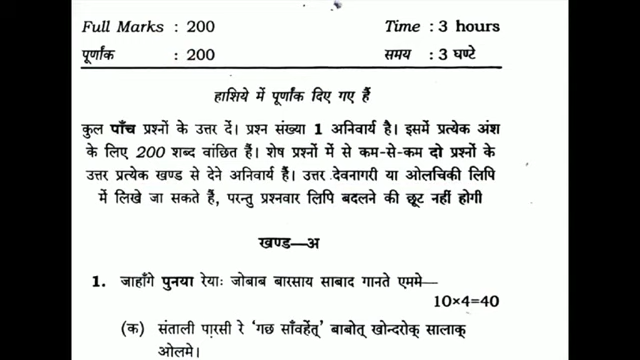 Full Marks : 200 Time : 3 hours
पूर्णांक : 200 समय : 3 घण्टे
हाशिये में पूर्णांक दिए गए हैं
कुल पाँच प्रश्नों के उत्तर दें। प्रश्न संख्या 1 अनिवार्य है। इसमें प्रत्येक अंश
के लिए 200 शब्द वांछित हैं। शेष प्रश्नों में से कम-से-कम दो प्रश्नों के
उत्तर प्रत्येक खण्ड से देने अनिवार्य हैं। उत्तर देवनागरी या ओलचिकी लिपि
में लिखे जा सकते हैं, परन्तु प्रश्नवार लिपि बदलने की छूट नहीं होगी
खण्ड—अ
1. जाहाँगे पुनया रेयाः जोबाब बारसाय साबाद गानते एममे—
10×4=40
(क) संताली पारसी रे 'गछ साँवहेंत्' बाबोत् खोन्दरोक् सालाक्
ओलमे।